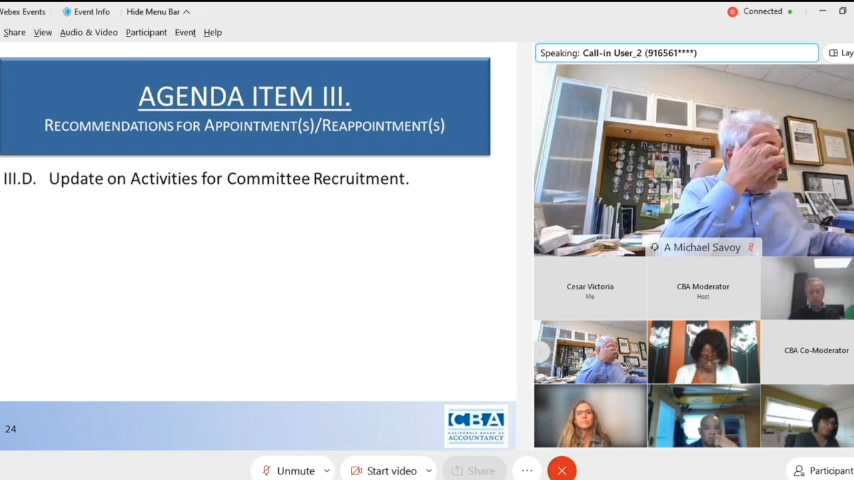 Webex Events
Event Info
Hide Menu Bar
Connected
Share View Audio & Video Participant Event Help
AGENDA ITEM III.
RECOMMENDATIONS FOR APPOINTMENT(S)/REAPPOINTMENT(S)
III.D. Update on Activities for Committee Recruitment.
24
CBA
CALIFORNIA BOARD OF
ACCOUNTANCY
Speaking: Call-in User_2 (916561****)
Lay
A Michael Savoy
Cesar Victoria
Me
CBA Moderator
Host
CBA Co-Moderator
Unmute
Start video
Share
Participant